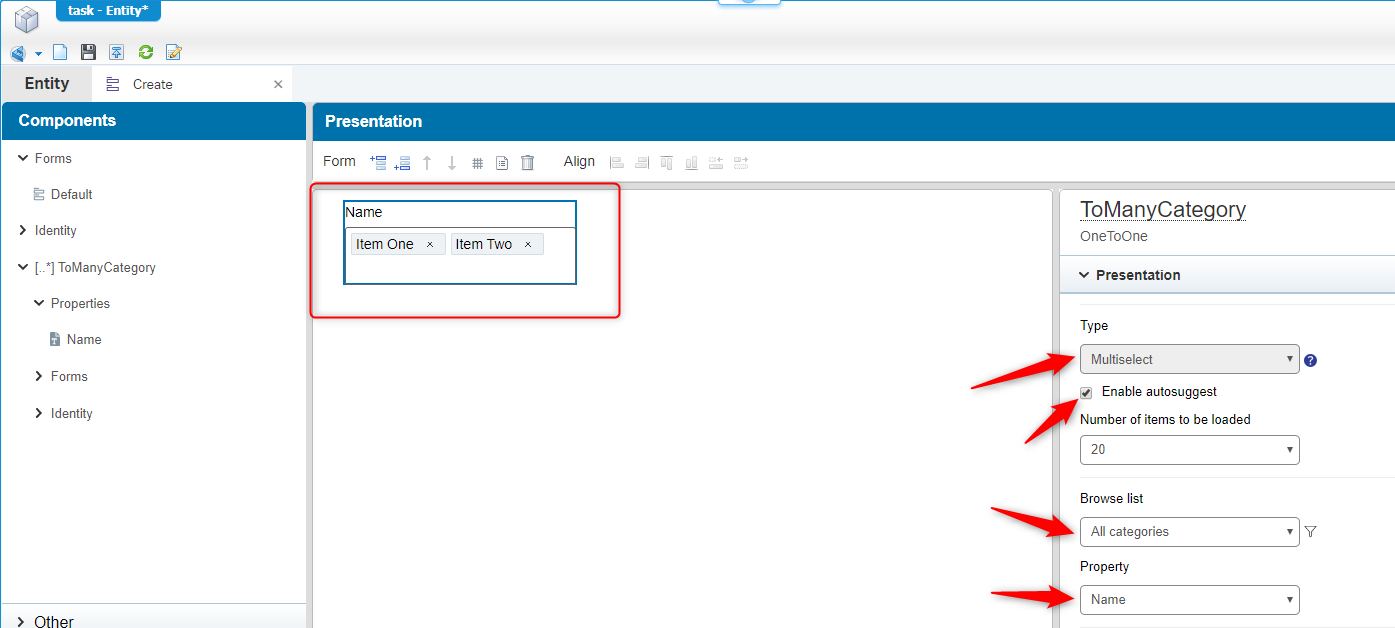 task - Entity*
Entity
Create
Components
Forms
Default
Identity
[..*] ToManyCategory
Properties
Name
Forms
Identity
Other
Presentation
Form
Align
Name
Item One ×
Item Two ×
ToManyCategory
OneToOne
Presentation
Type
Multiselect
?
Enable autosuggest
Number of items to be loaded
20
Browse list
All categories
Property
Name